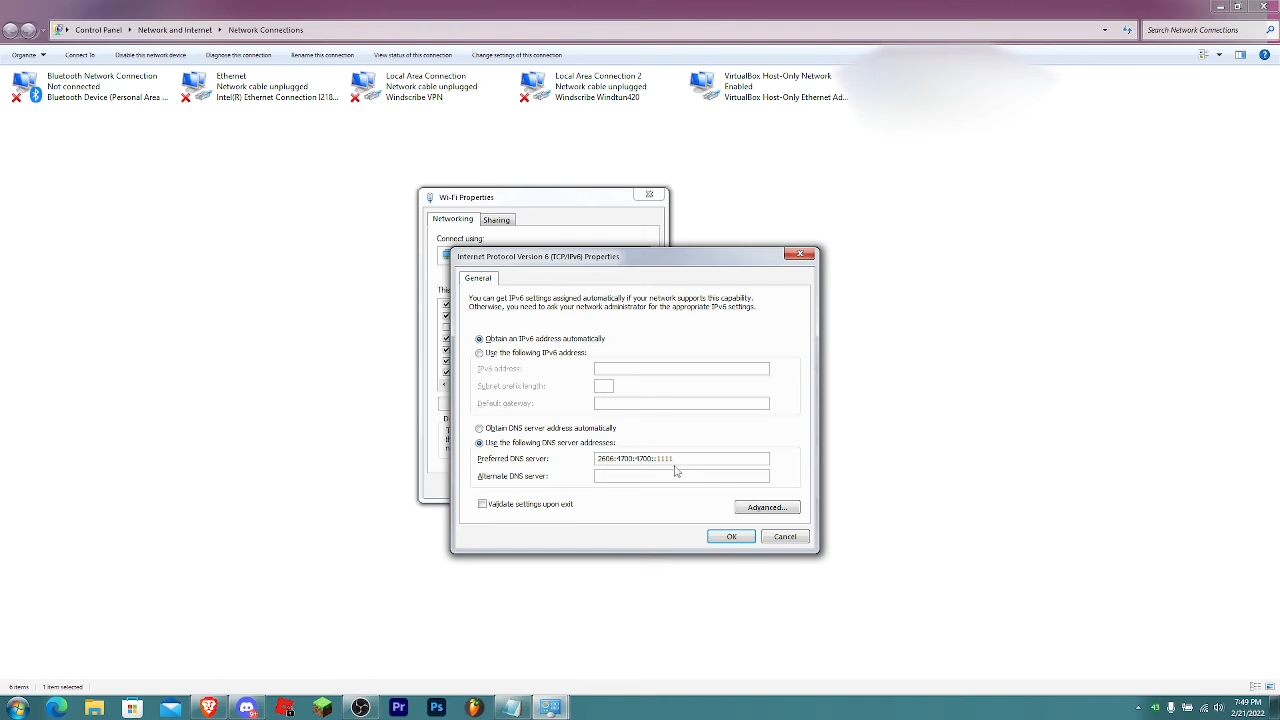 Control Panel Network and Internet Network Connections
Search Network Connections
Organize Connect To Disable this network device Diagnose this connection Rename this connection View status of this connection Change settings of this connection
Bluetooth Network Connection
Not connected
Bluetooth Device (Personal Area ...
Ethernet
Network cable unplugged
Intel(R) Ethernet Connection I218...
Local Area Connection
Network cable unplugged
Windscribe VPN
Local Area Connection 2
Network cable unplugged
Windscribe Windtun420
VirtualBox Host-Only Network
Enabled
VirtualBox Host-Only Ethernet Ad...
Wi-Fi Properties
Networking Sharing
Connect using:
Internet Protocol Version 6 (TCP/IPv6) Properties
General
You can get IPv6 settings assigned automatically if your network supports this capability.
Otherwise, you need to ask your network administrator for the appropriate IPv6 settings.
Obtain an IPv6 address automatically
Use the following IPv6 address:
IPv6 address:
Subnet prefix length:
Default gateway:
Obtain DNS server address automatically
Use the following DNS server addresses:
Preferred DNS server: 2606:4700:4700::1111
Alternate DNS server:
Validate settings upon exit
Advanced...
OK Cancel
6 items 1 item selected
Pr Ps
7:49 PM
2/21/2022